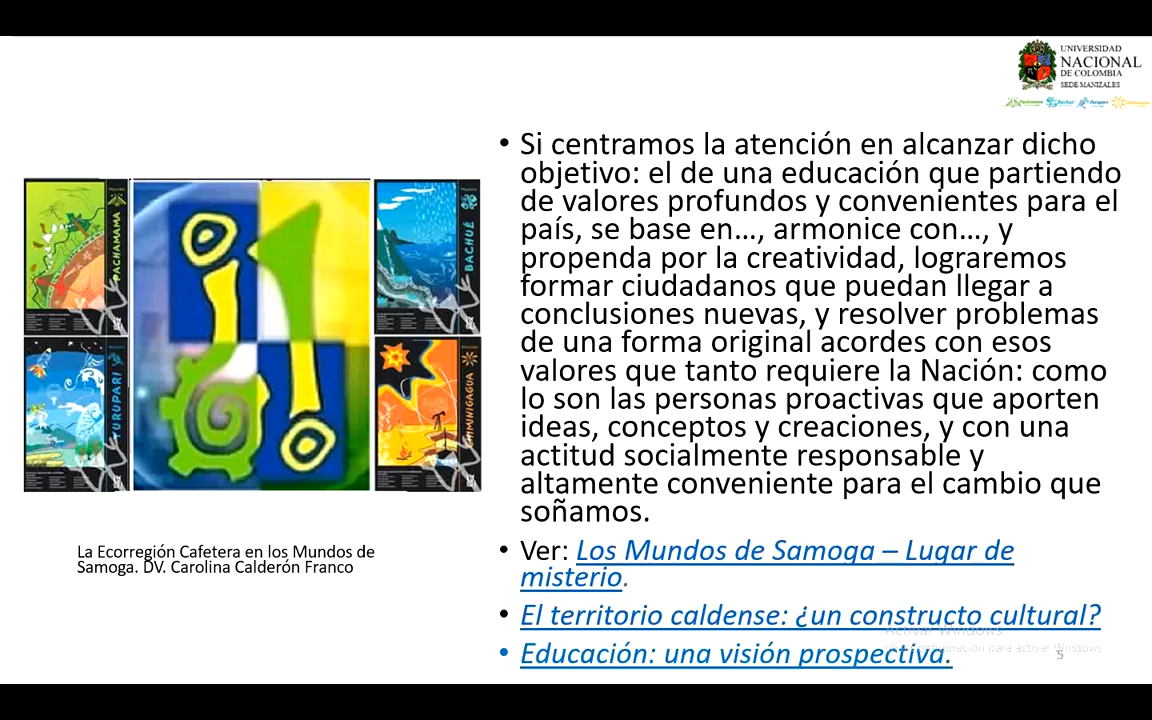 UNIVERSIDAD
NACIONAL
DE COLOMBIA
SEDE MANIZALES
• Si centramos la atención en alcanzar dicho
objetivo: el de una educación que partiendo
de valores profundos y convenientes para el
país, se base en…, armonice con…, y
propenda por la creatividad, lograremos
formar ciudadanos que puedan llegar a
conclusiones nuevas, y resolver problemas
de una forma original acordes con esos
valores que tanto requiere la Nación: como
lo son las personas proactivas que aporten
ideas, conceptos y creaciones, y con una
actitud socialmente responsable y
altamente conveniente para el cambio que
soñamos.
• Ver: Los Mundos de Samoga – Lugar de
misterio.
• El territorio caldense: ¿un constructo cultural?
• Educación: una visión prospectiva.
PACHAMAMA
BACHUÉ
YURUPARI
CHIMINIGAGUA
La Ecorregión Cafetera en los Mundos de
Samoga. DV. Carolina Calderón Franco
Activar Windows
para activar Windows
5